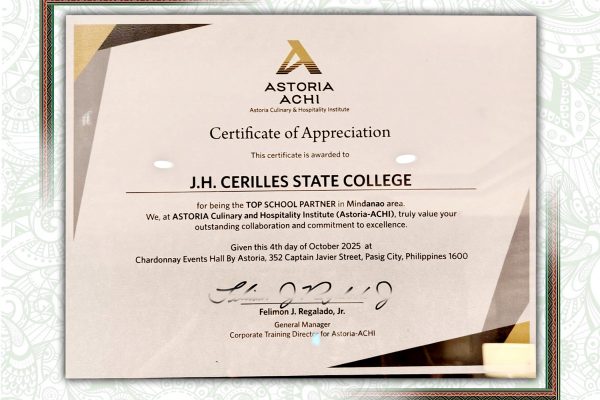 ASTORIA
ACHI
Astoria Culinary & Hospitality Institute
Certificate of Appreciation
This certificate is awarded to
J.H. CERILLES STATE COLLEGE
for being the TOP SCHOOL PARTNER in Mindanao area.
We, at ASTORIA Culinary and Hospitality Institute (Astoria-ACHI), truly value your
outstanding collaboration and commitment to excellence.
Given this 4th day of October 2025 at
Chardonnay Events Hall By Astoria, 352 Captain Javier Street, Pasig City, Philippines 1600
Felimon J. Regalado, Jr.
General Manager
Corporate Training Director for Astoria-ACHI